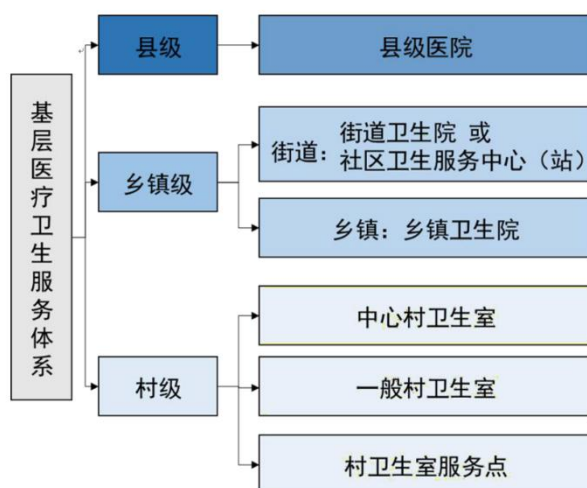 基层医疗卫生服务体系
县级
县级医院
乡镇级
街道：
街道卫生院 或
社区卫生服务中心（站）
乡镇：乡镇卫生院
村级
中心村卫生室
一般村卫生室
村卫生室服务点